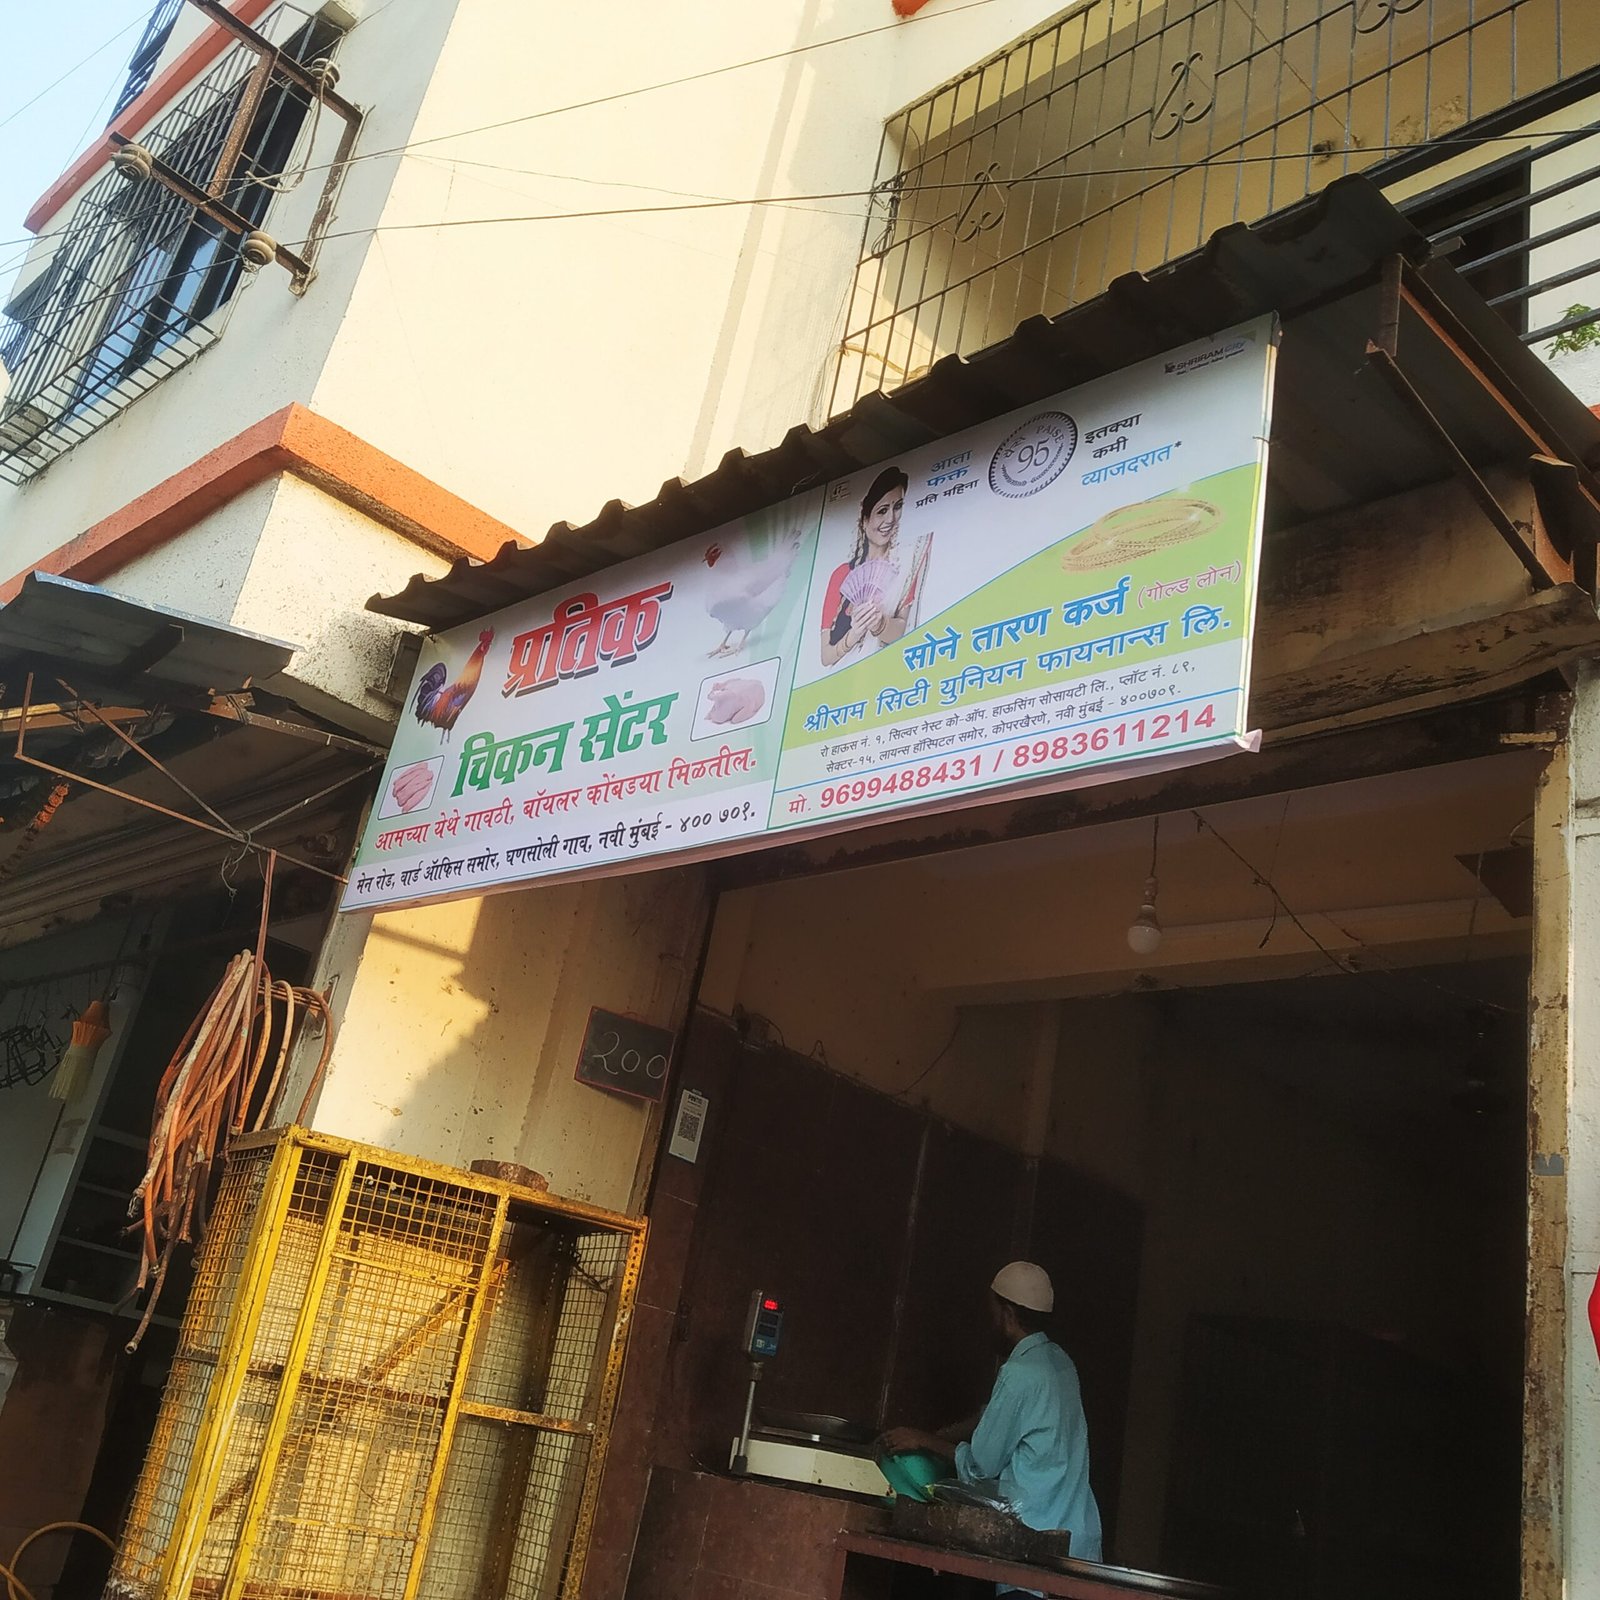 प्रतिक
चिकन सेंटर
आमच्या येथे गावठी, बॉयलर कोंबडया मिळतील.
मेन रोड, वार्ड ऑफिस समोर, घणसोली गाव, नवी मुंबई - ४०० ७०१.
SHRIRAM City
आता
फक्त
प्रति महिना
PAISE
95
इतक्या
कमी
व्याजदरात*
सोने तारण कर्ज (गोल्ड लोन)
श्रीराम सिटी युनियन फायनान्स लि.
रो हाऊस नं. १, सिल्वर नेस्ट को-ऑप. हाऊसिंग सोसायटी लि., प्लॉट नं. ८९,
सेक्टर-१५, लायन्स हॉस्पिटल समोर, कोपरखैरणे, नवी मुंबई - ४००७०९.
मो. 9699488431 / 8983611214
200